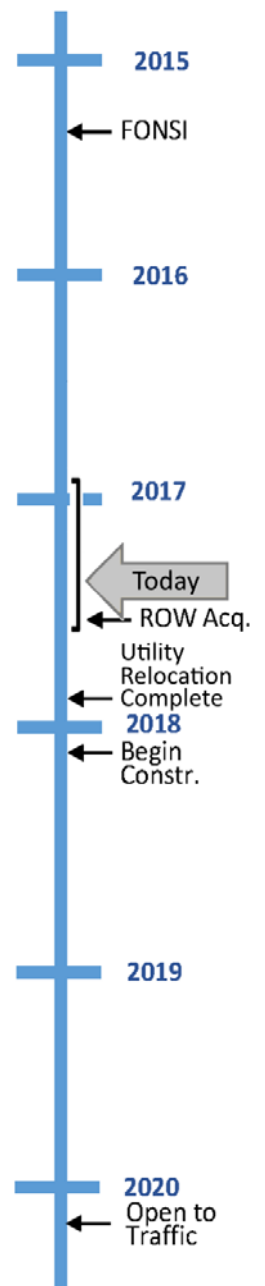 2015
FONSI
2016
2017
Today
ROW Acq.
Utility
Relocation
Complete
2018
Begin
Constr.
2019
2020
Open to
Traffic